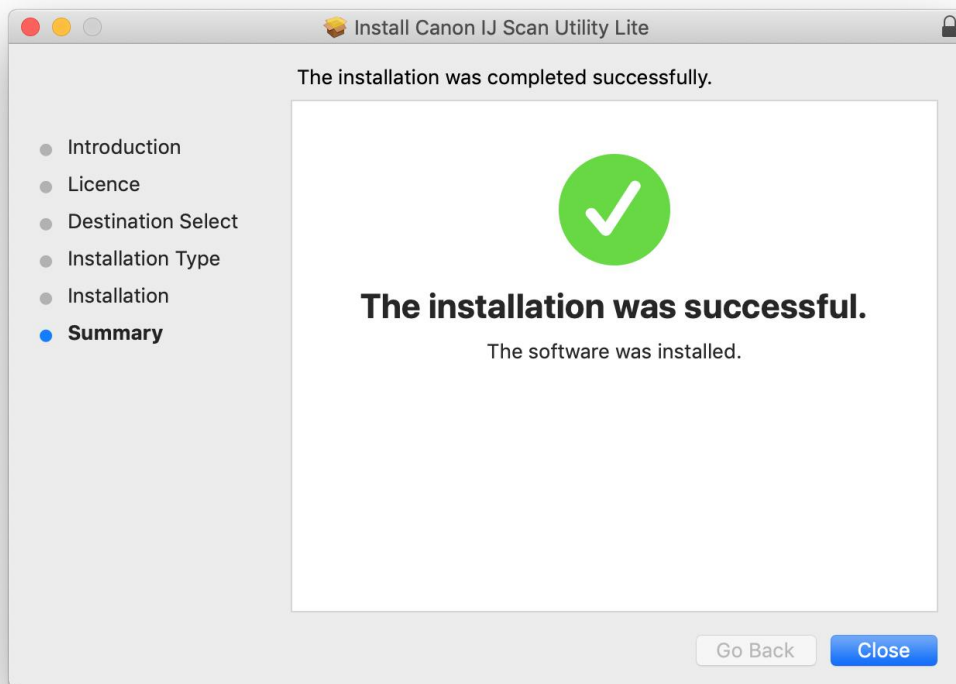 Install Canon IJ Scan Utility Lite
The installation was completed successfully.
Introduction
Licence
Destination Select
Installation Type
Installation
Summary
The installation was successful.
The software was installed.
Go Back
Close